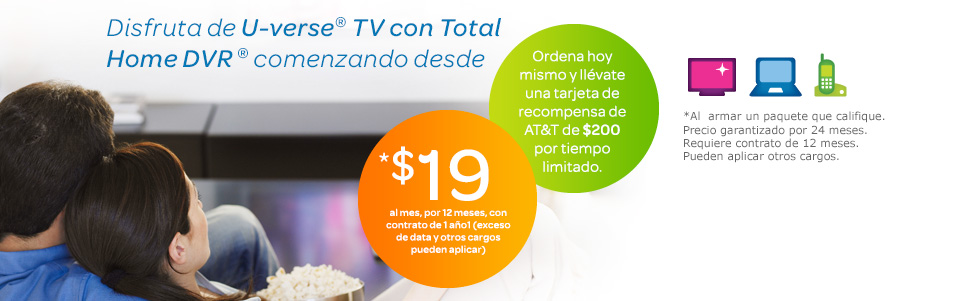 Disfruta de U-verse® TV con Total
Home DVR ® comenzando desde
Ordena hoy
mismo y llévate
una tarjeta de
recompensa de
AT&T de $200
por tiempo
limitado.
*$19
al mes, por 12 meses, con
contrato de 1 año1 (exceso
de data y otros cargos
pueden aplicar)
*Al armar un paquete que califique.
Precio garantizado por 24 meses.
Requiere contrato de 12 meses.
Pueden aplicar otros cargos.